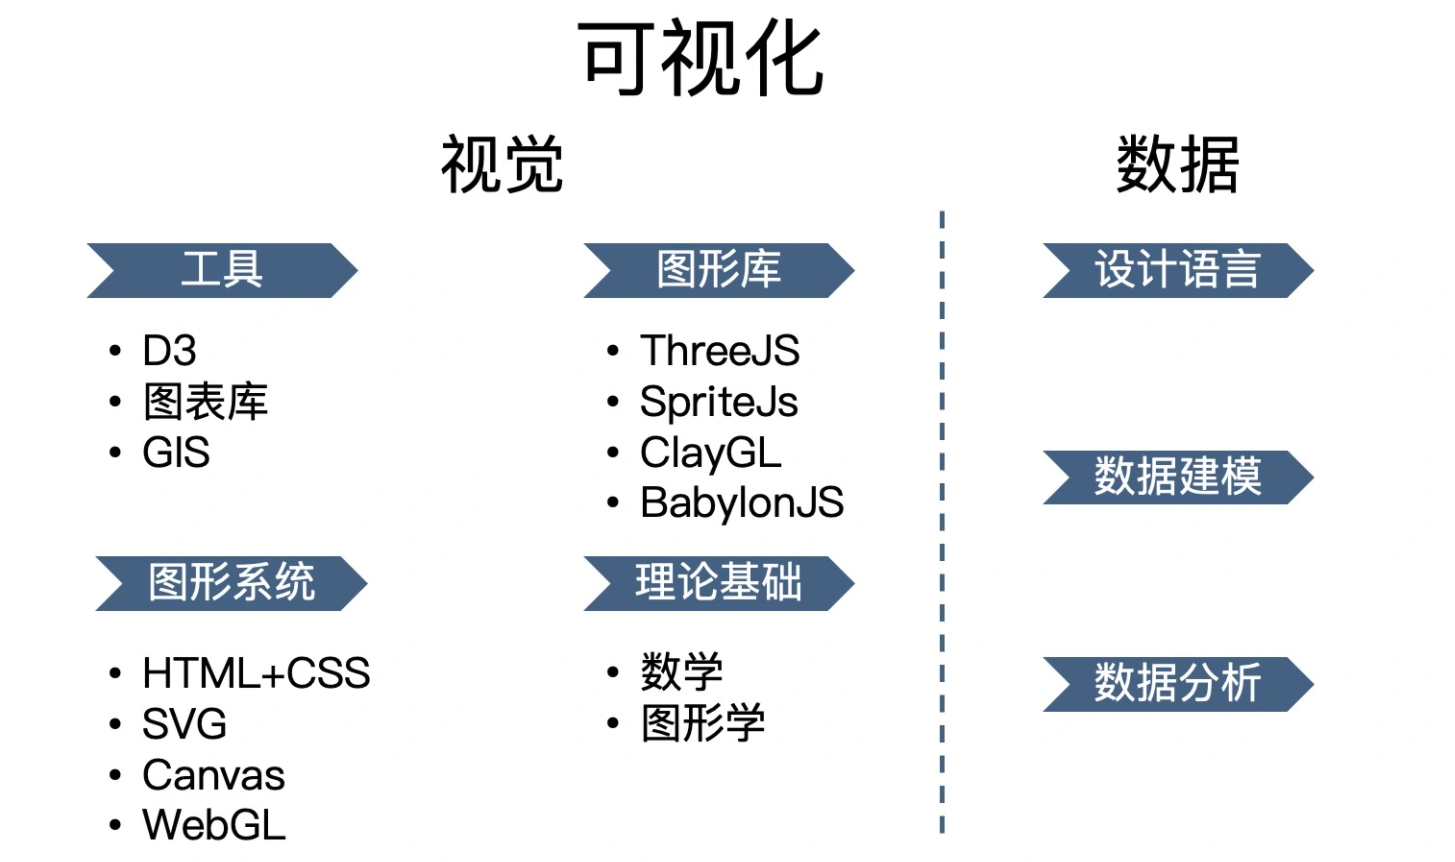 可视化
视觉
工具
• D3
• 图表库
• GIS
图形库
• ThreeJS
• SpriteJs
• ClayGL
• BabylonJS
图形系统
• HTML+CSS
• SVG
• Canvas
• WebGL
理论基础
• 数学
• 图形学
数据
设计语言
数据建模
数据分析